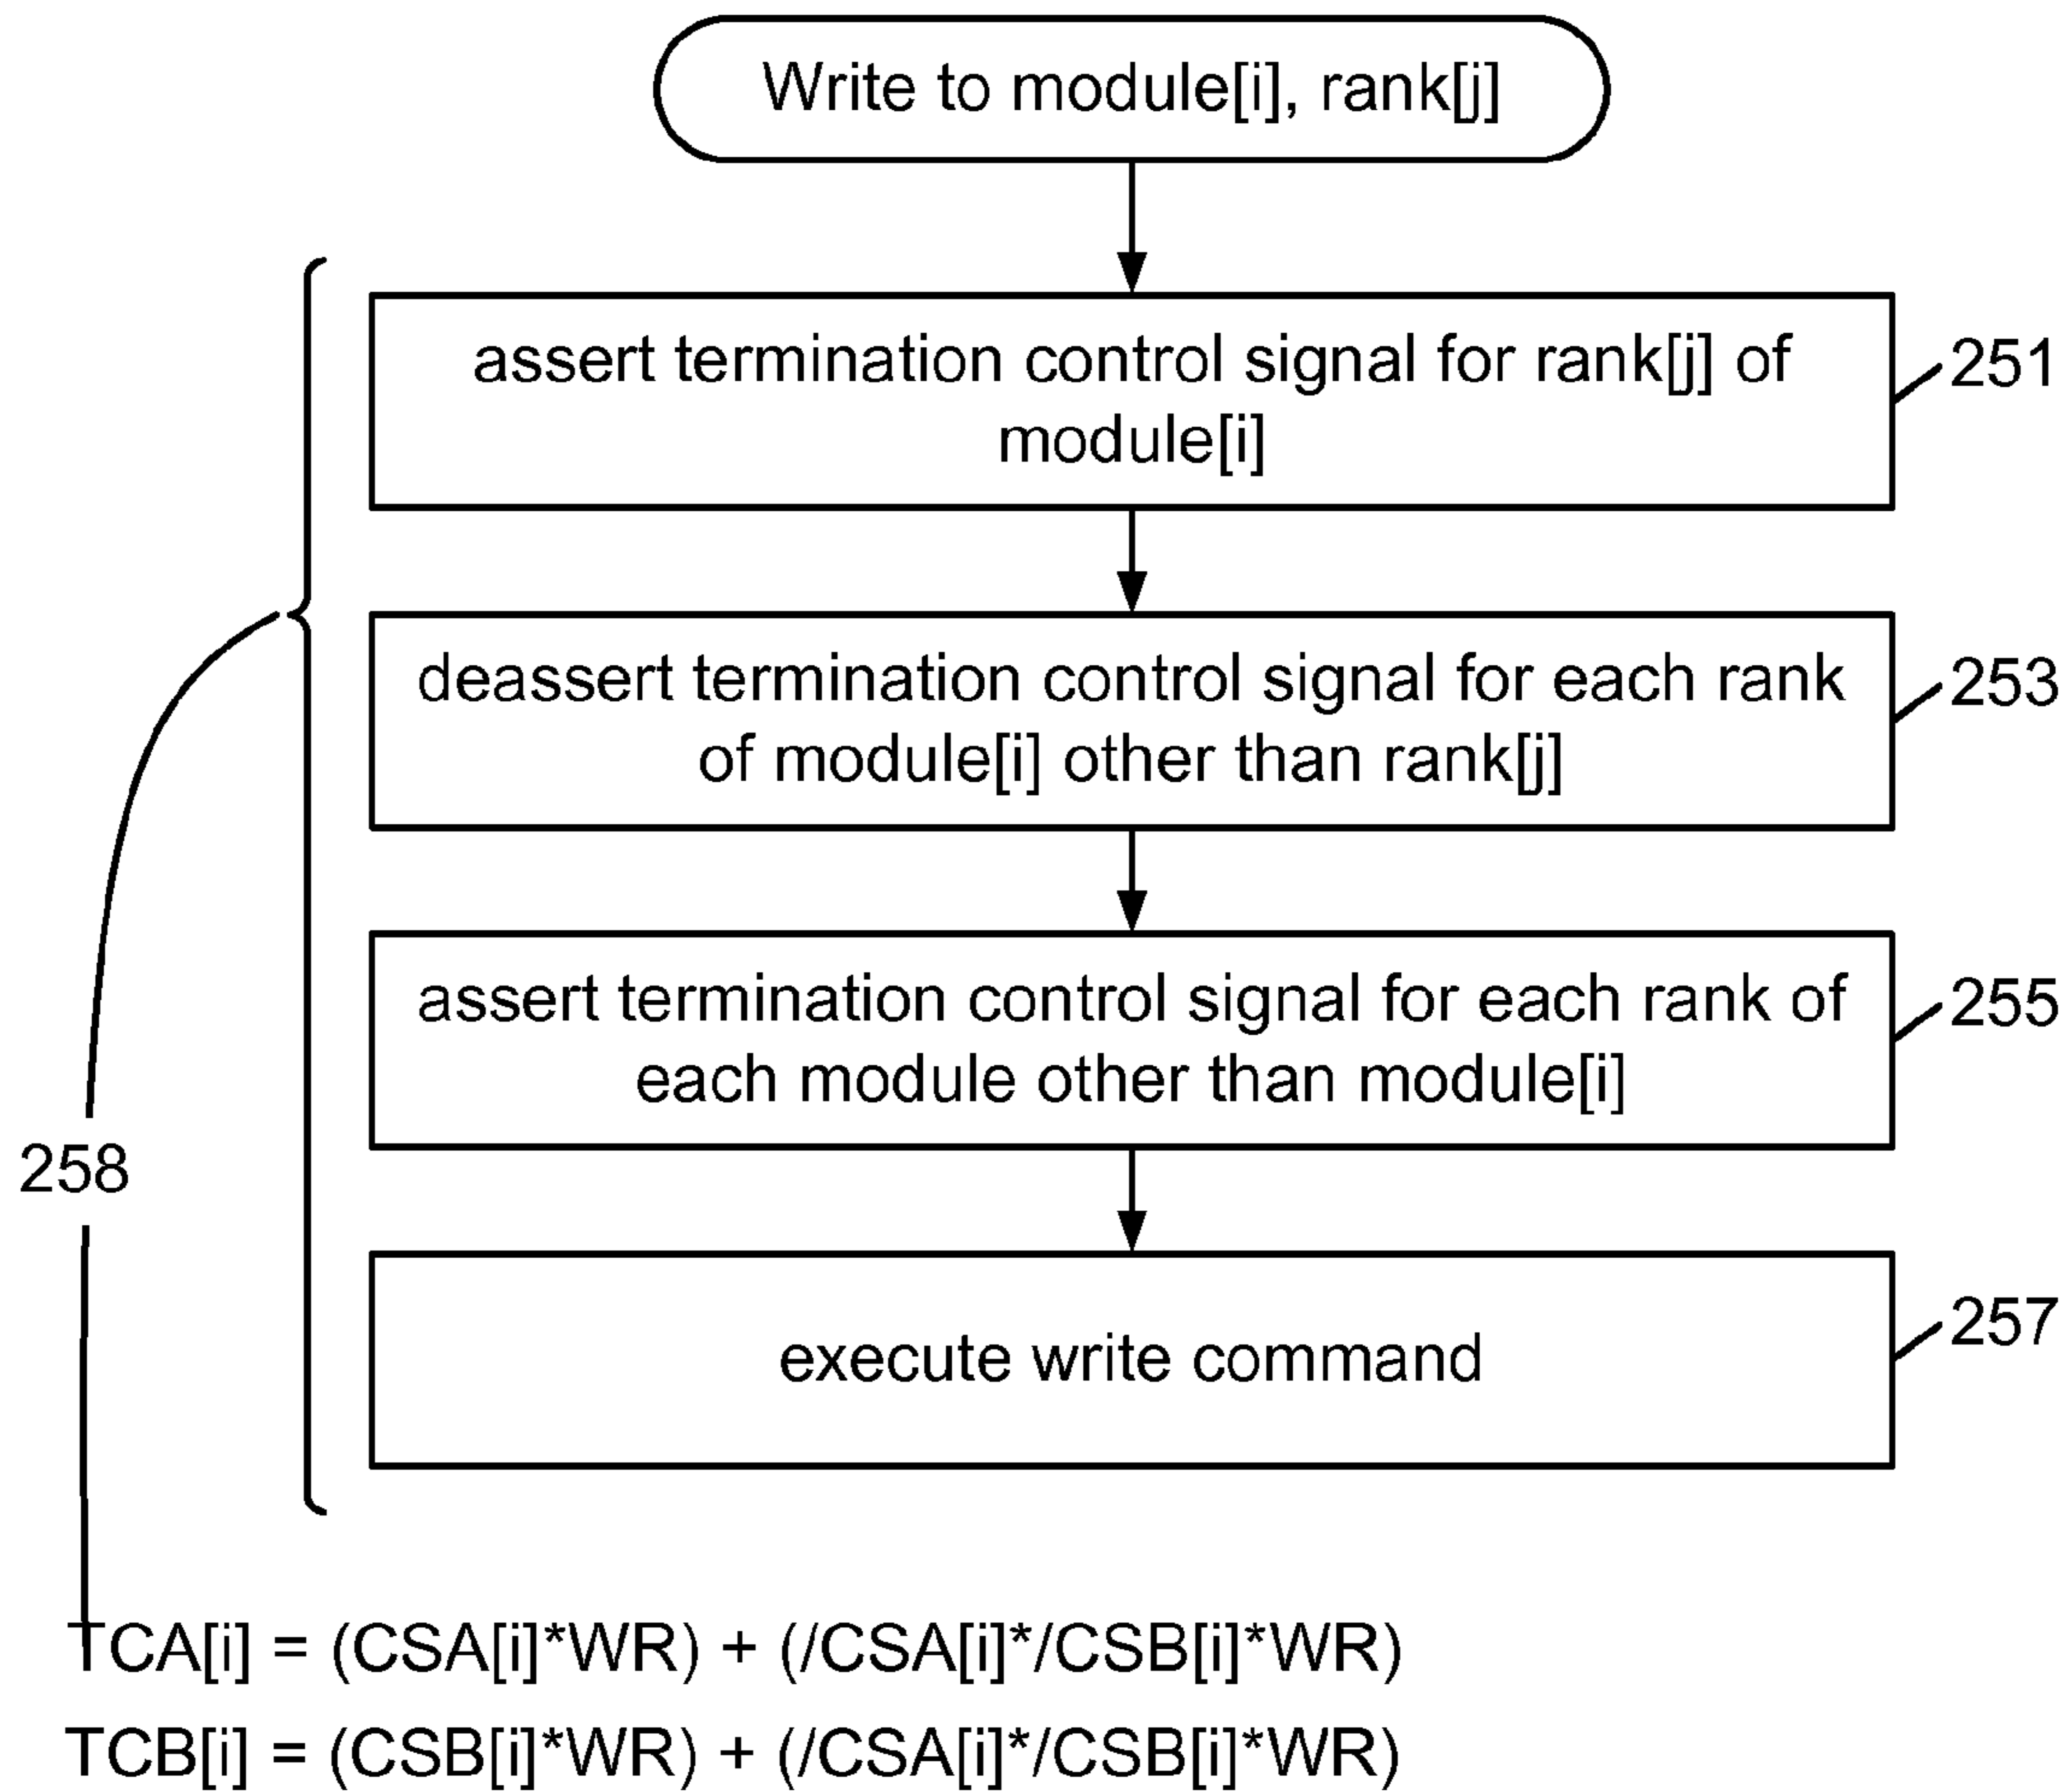 Write to module[i], rank[j]
assert termination control signal for rank[j] of
module[i]
251
deassert termination control signal for each rank
of module[i] other than rank[j]
253
assert termination control signal for each rank of
each module other than module[i]
255
258
execute write command
257
TCA[i] = (CSA[i]*WR) + (/CSA[i]*/CSB[i]*WR)
TCB[i] = (CSB[i]*WR) + (/CSA[i]*/CSB[i]*WR)